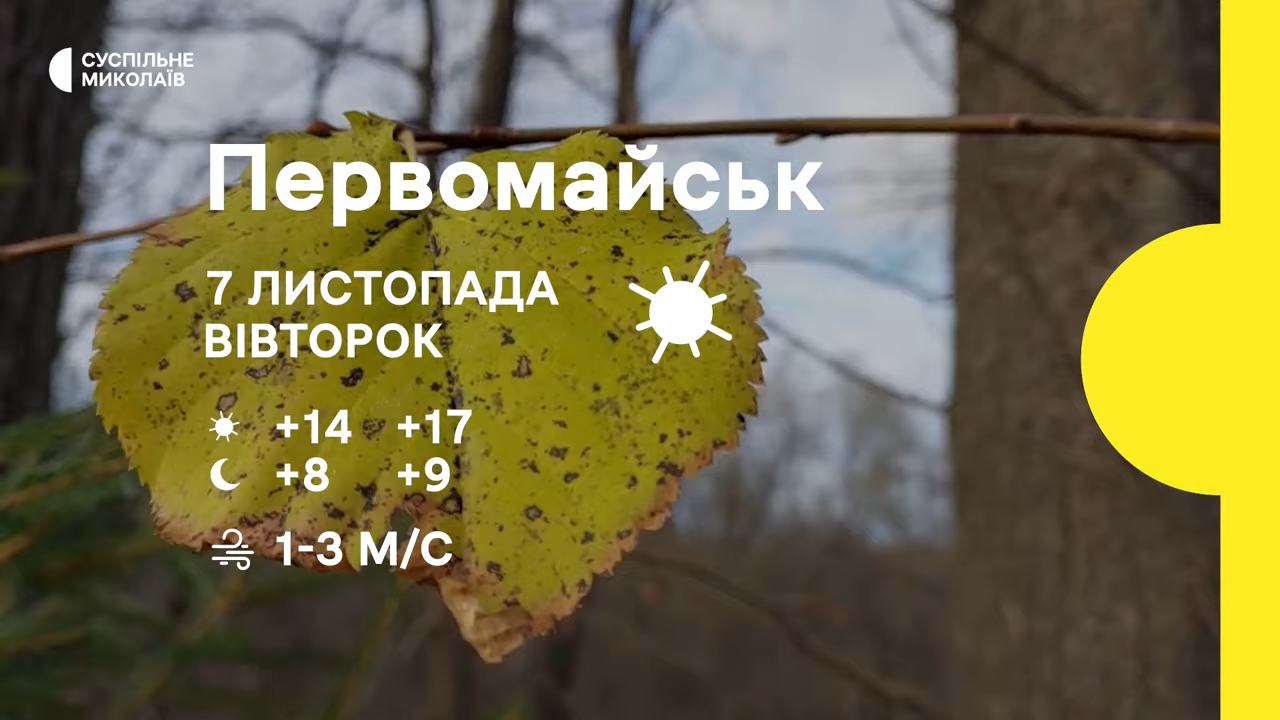 СУСПІЛЬНЕ
МИКОЛАЇВ
Первомайськ
7 ЛИСТОПАДА
ВІВТОРОК
+14 +17
+8 +9
1-3 М/С